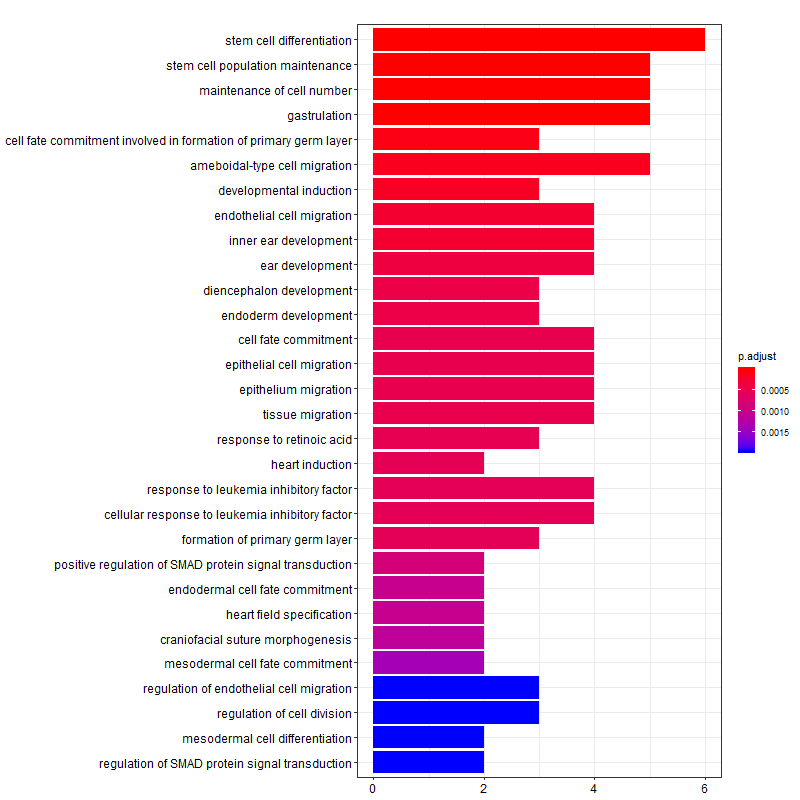 stem cell differentiation
stem cell population maintenance
maintenance of cell number
gastrulation
cell fate commitment involved in formation of primary germ layer
ameboidal-type cell migration
developmental induction
endothelial cell migration
inner ear development
ear development
diencephalon development
endoderm development
cell fate commitment
epithelial cell migration
epithelium migration
tissue migration
response to retinoic acid
heart induction
response to leukemia inhibitory factor
cellular response to leukemia inhibitory factor
formation of primary germ layer
positive regulation of SMAD protein signal transduction
endodermal cell fate commitment
heart field specification
craniofacial suture morphogenesis
mesodermal cell fate commitment
regulation of endothelial cell migration
regulation of cell division
mesodermal cell differentiation
regulation of SMAD protein signal transduction
0 2 4 6
p.adjust
0.0005
0.0010
0.0015